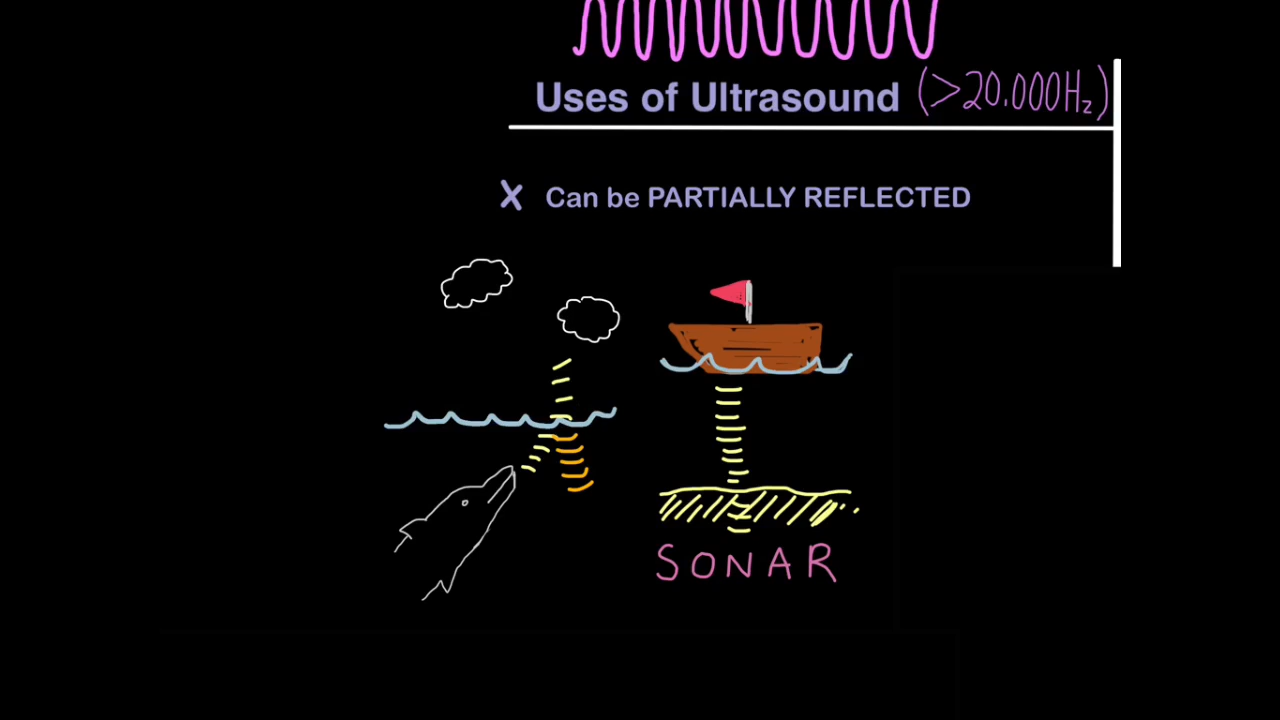 Uses of Ultrasound (>20.000Hz)
X Can be PARTIALLY REFLECTED
SONAR